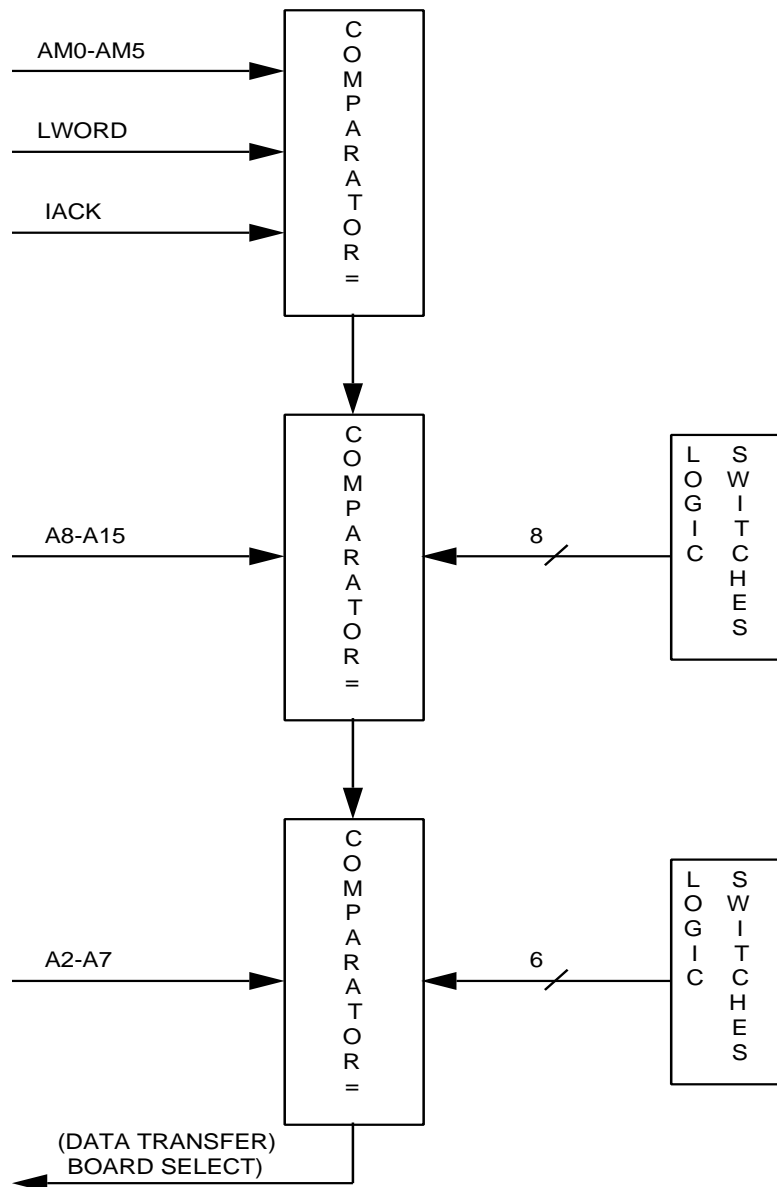 AM0-AM5
LWORD
IACK
COMPARATOR=
A8-A15
COMPARATOR=
8
LOGIC
SWITCHES
A2-A7
COMPARATOR=
6
LOGIC
SWITCHES
(DATA TRANSFER)
BOARD SELECT)